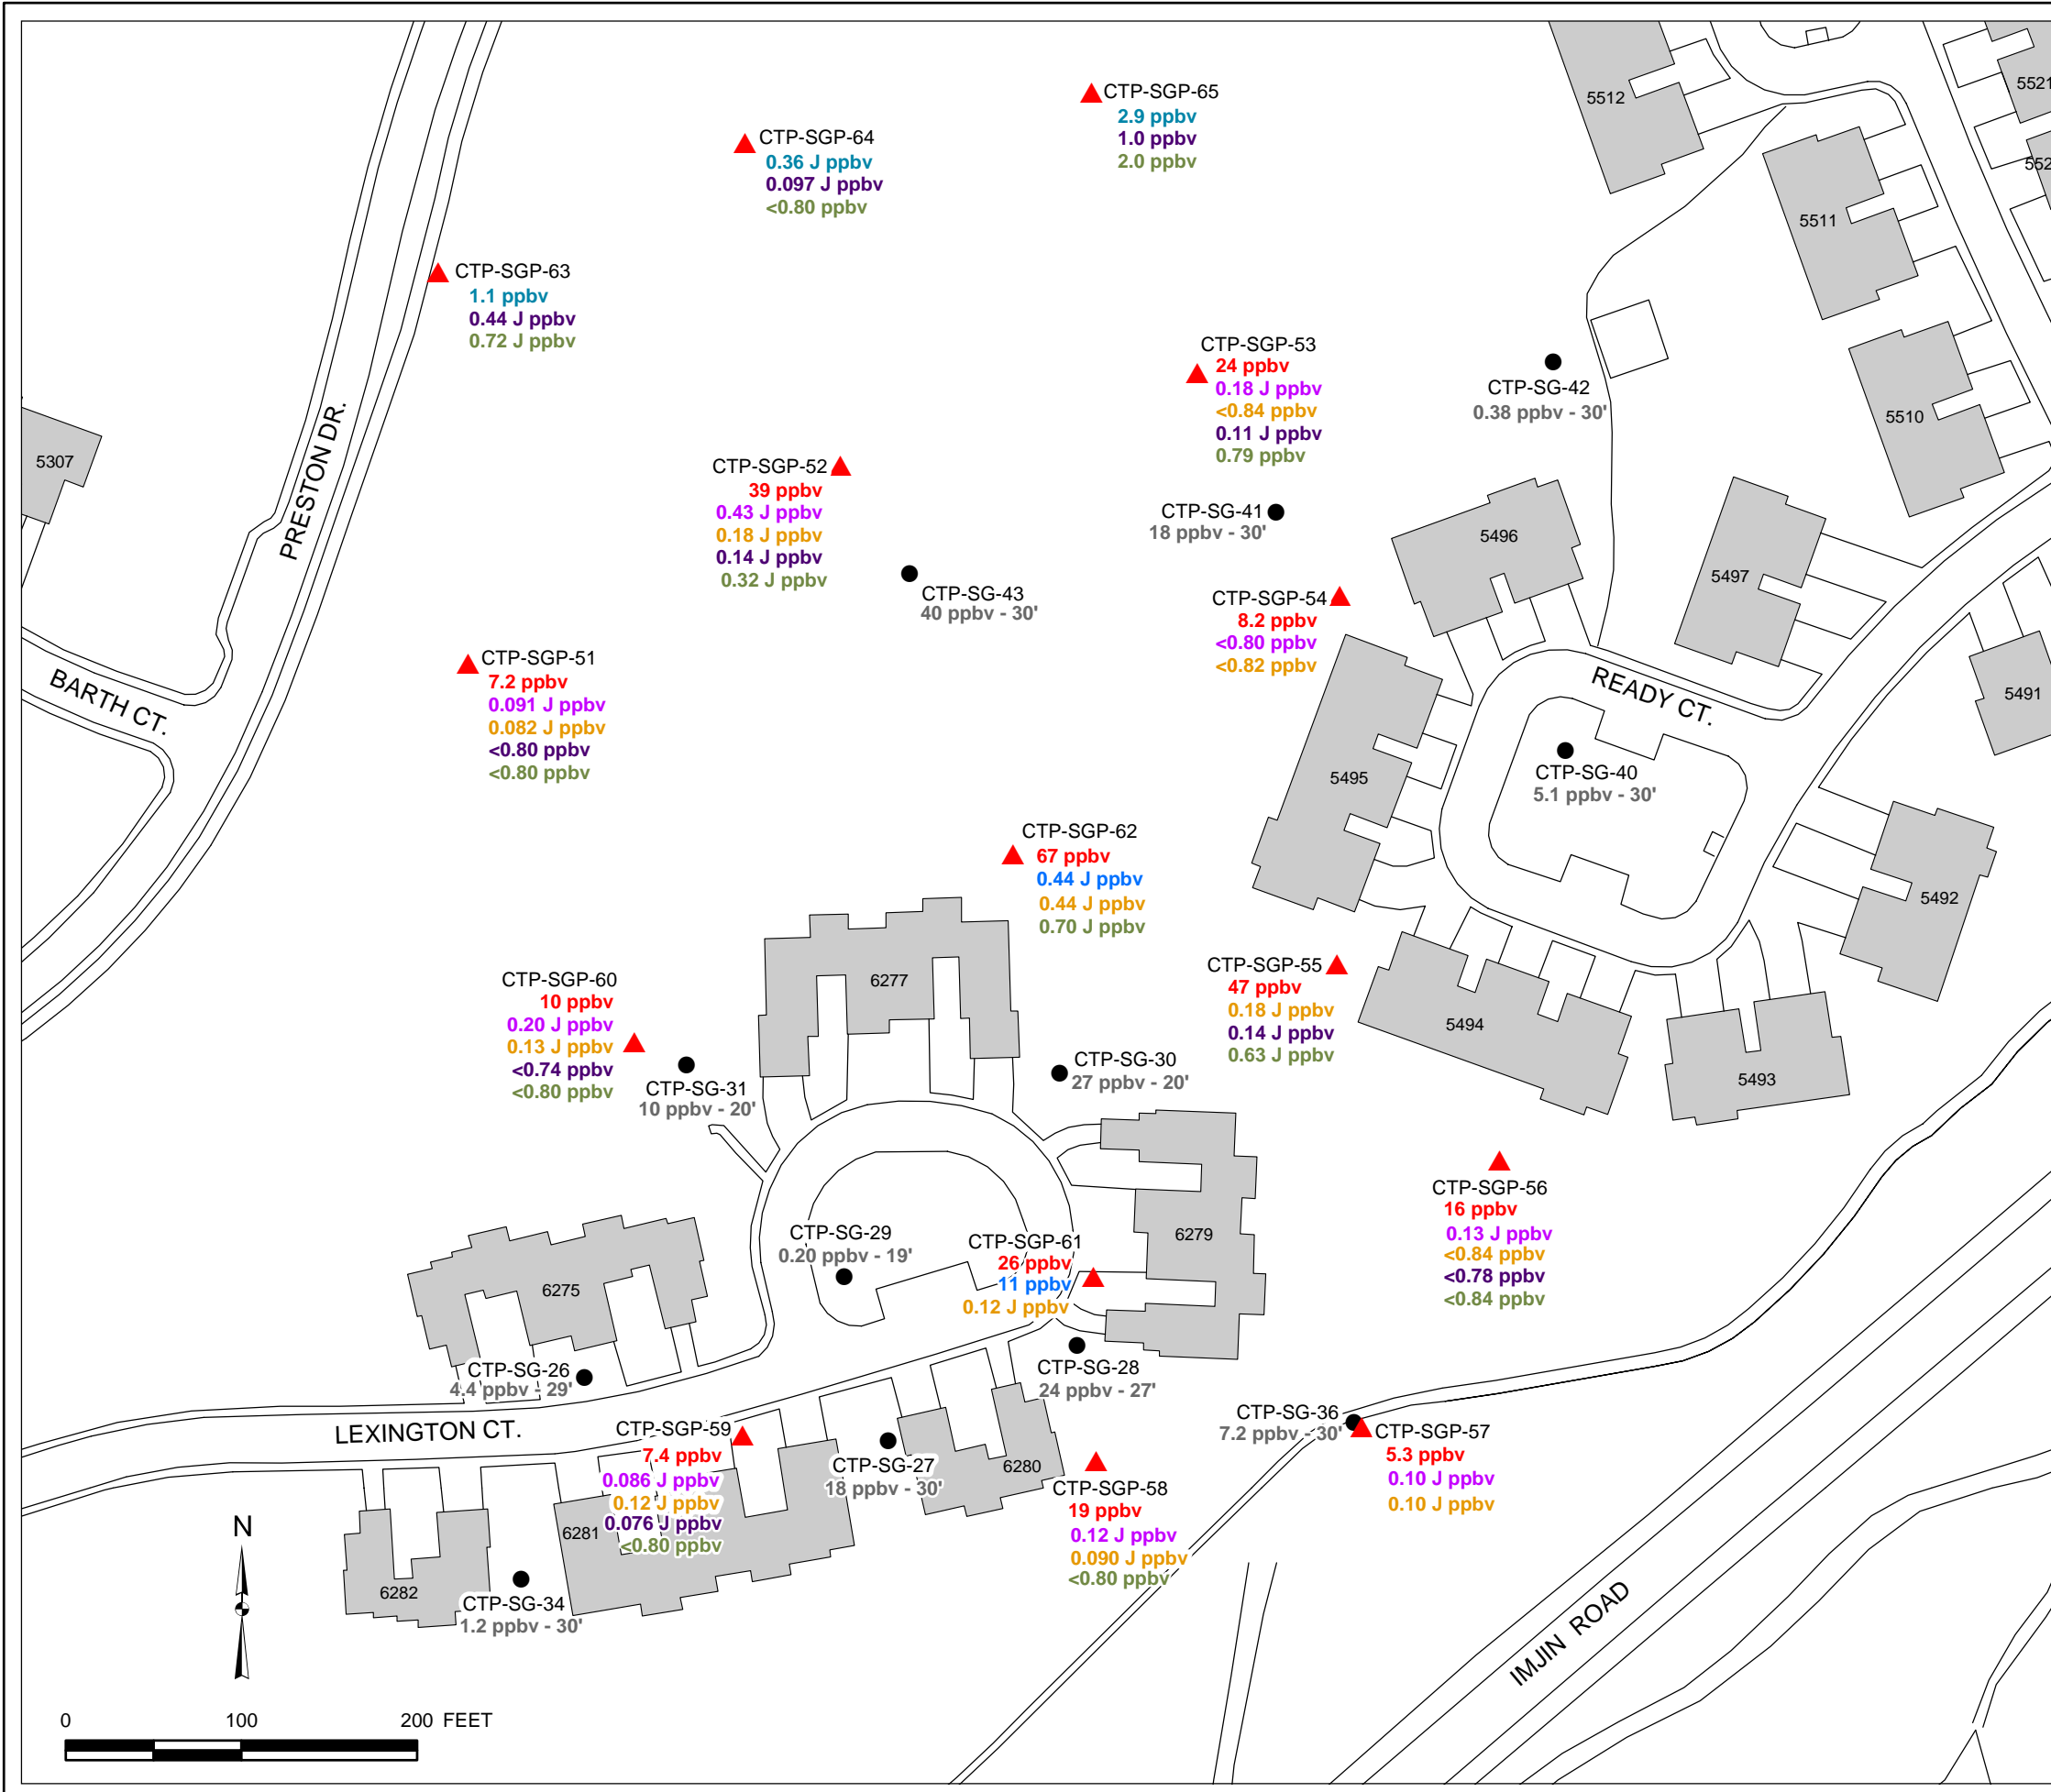 CTP-SGP-65
2.9 ppbv
1.0 ppbv
2.0 ppbv
CTP-SGP-64
0.36 J ppbv
0.097 J ppbv
<0.80 ppbv
CTP-SGP-63
1.1 ppbv
0.44 J ppbv
0.72 J ppbv
5512
5521
552
5511
5510
CTP-SGP-53
24 ppbv
0.18 J ppbv
<0.84 ppbv
0.11 J ppbv
0.79 ppbv
CTP-SG-42
0.38 ppbv - 30'
5307
PRESTON DR.
CTP-SGP-52
39 ppbv
0.43 J ppbv
0.18 J ppbv
0.14 J ppbv
0.32 J ppbv
CTP-SG-41
18 ppbv - 30'
5496
5497
CTP-SG-43
40 ppbv - 30'
CTP-SGP-54
8.2 ppbv
<0.80 ppbv
<0.82 ppbv
CTP-SGP-51
7.2 ppbv
0.091 J ppbv
0.082 J ppbv
<0.80 ppbv
<0.80 ppbv
BARTH CT.
READY CT.
5491
5495
CTP-SG-40
5.1 ppbv - 30'
CTP-SGP-62
67 ppbv
0.44 J ppbv
0.44 J ppbv
0.70 J ppbv
5492
CTP-SGP-60
10 ppbv
0.20 J ppbv
0.13 J ppbv
<0.74 ppbv
<0.80 ppbv
6277
CTP-SGP-55
47 ppbv
0.18 J ppbv
0.14 J ppbv
0.63 J ppbv
5494
5493
CTP-SG-31
10 ppbv - 20'
CTP-SG-30
27 ppbv - 20'
CTP-SGP-56
16 ppbv
0.13 J ppbv
<0.84 ppbv
<0.78 ppbv
<0.84 ppbv
CTP-SG-29
0.20 ppbv - 19'
CTP-SGP-61
26 ppbv
11 ppbv
0.12 J ppbv
6279
6275
CTP-SG-26
4.4 ppbv - 29'
CTP-SG-28
24 ppbv - 27'
LEXINGTON CT.
CTP-SGP-59
7.4 ppbv
0.086 J ppbv
0.12 J ppbv
0.076 J ppbv
<0.80 ppbv
CTP-SG-27
18 ppbv - 30'
6280
CTP-SG-36
7.2 ppbv - 30'
CTP-SGP-57
5.3 ppbv
0.10 J ppbv
0.10 J ppbv
CTP-SGP-58
19 ppbv
0.12 J ppbv
0.090 J ppbv
<0.80 ppbv
6281
6282
CTP-SG-34
1.2 ppbv - 30'
IMJIN ROAD
N
0 100 200 FEET